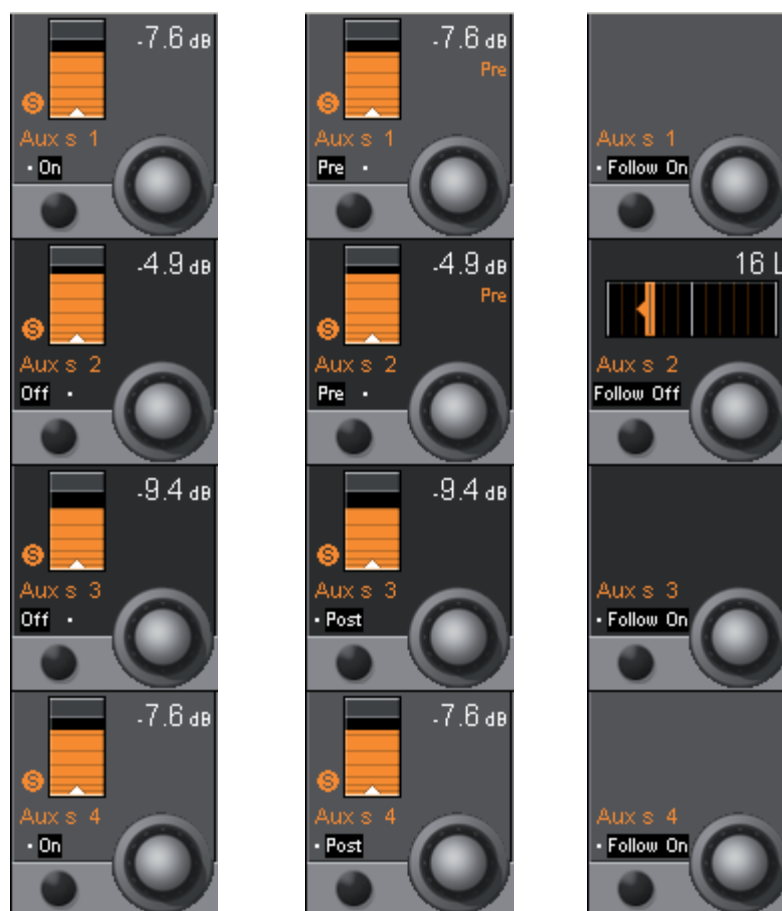 -7.6 dB
S
Aux s 1
On
-4.9 dB
S
Aux s 2
Off
-9.4 dB
S
Aux s 3
Off
-7.6 dB
S
Aux s 4
On
-7.6 dB
Pre
S
Aux s 1
Pre
-4.9 dB
Pre
S
Aux s 2
Pre
-9.4 dB
S
Aux s 3
Post
-7.6 dB
S
Aux s 4
Post
Aux s 1
Follow On
16 L
Aux s 2
Follow Off
Aux s 3
Follow On
Aux s 4
Follow On